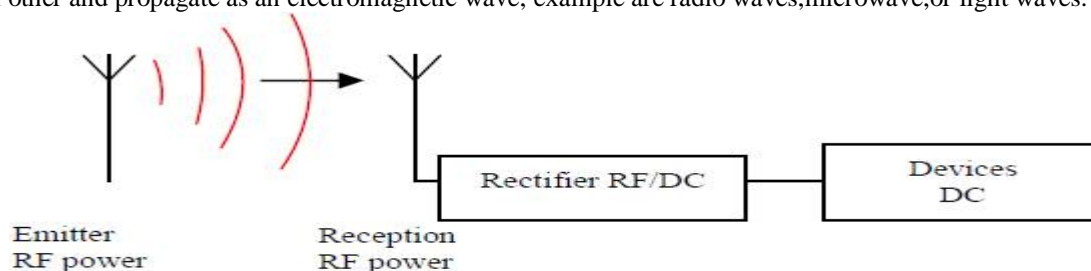 other and propagate as an electromagnetic wave, example are radio waves,microwave,or light waves.
Rectifier RF/DC
Devices
DC
Emitter
RF power
Reception
RF power